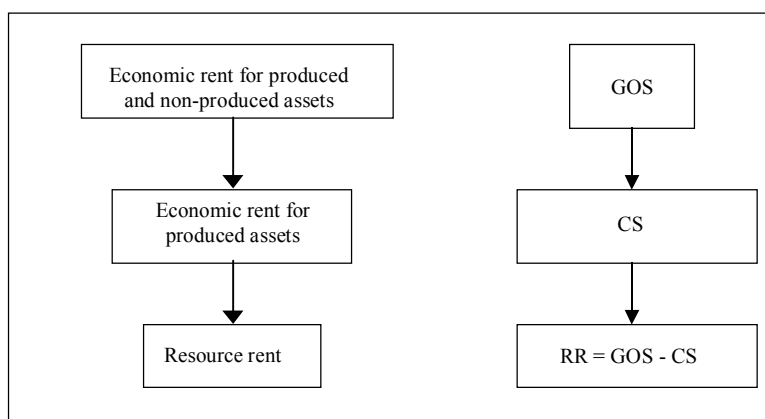 Economic rent for produced
and non-produced assets
GOS
Economic rent for
produced assets
CS
Resource rent
RR = GOS - CS